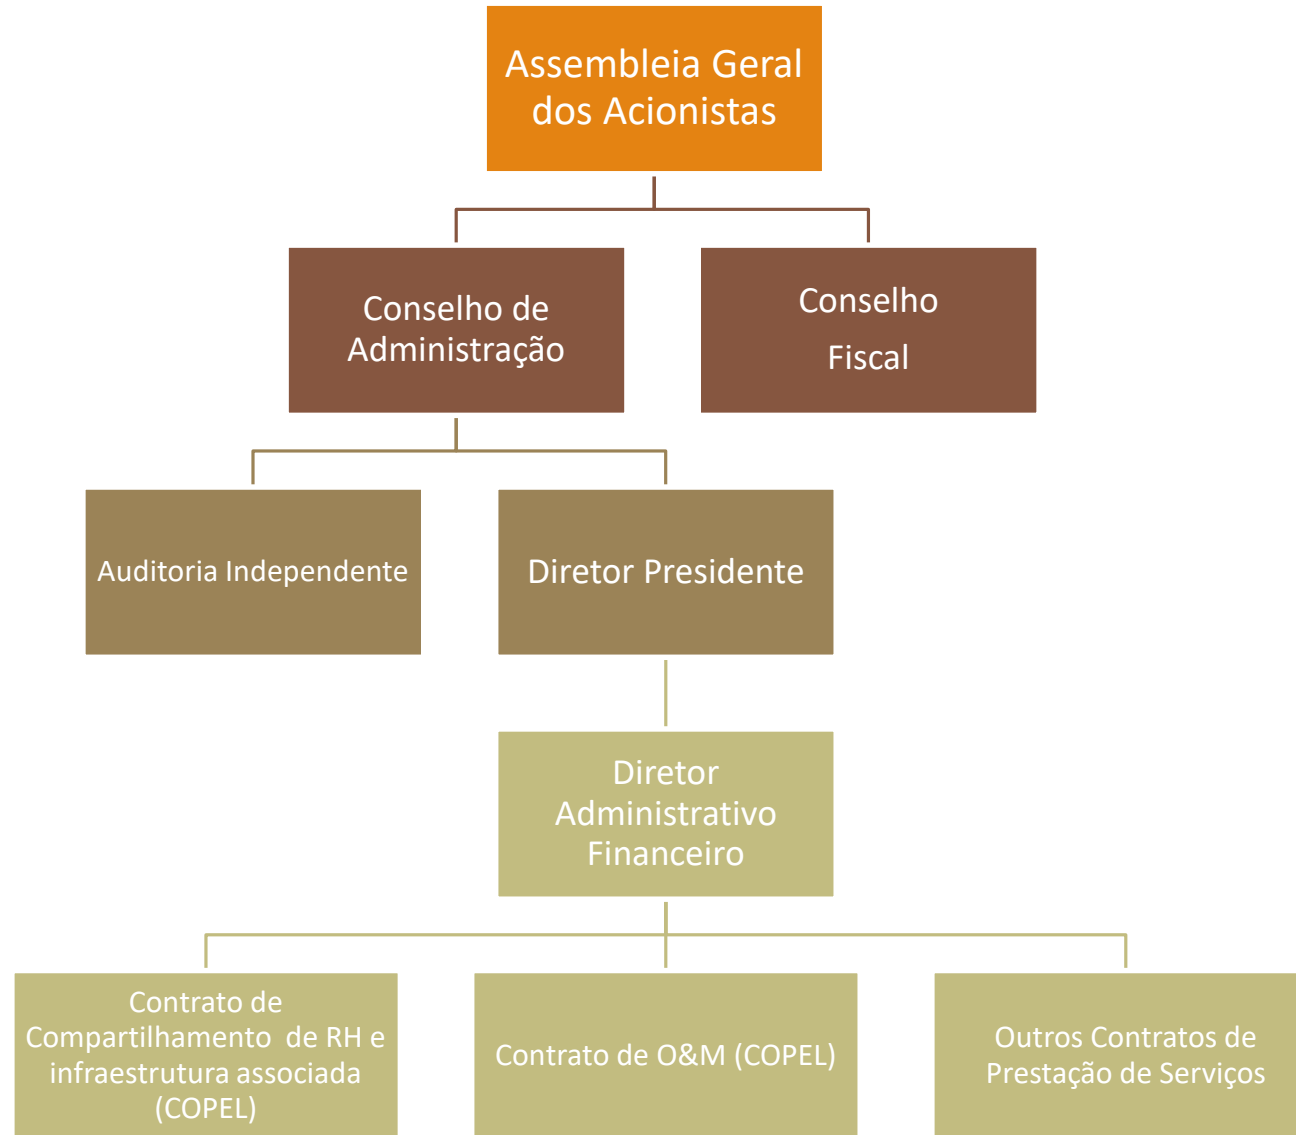 Assembleia Geral
dos Acionistas
Conselho de
Administração
Conselho
Fiscal
Auditoria Independente
Diretor Presidente
Diretor
Administrativo
Financeiro
Contrato de
Compartilhamento de RH e
infraestrutura associada
(COPEL)
Contrato de O&M (COPEL)
Outros Contratos de
Prestação de Serviços